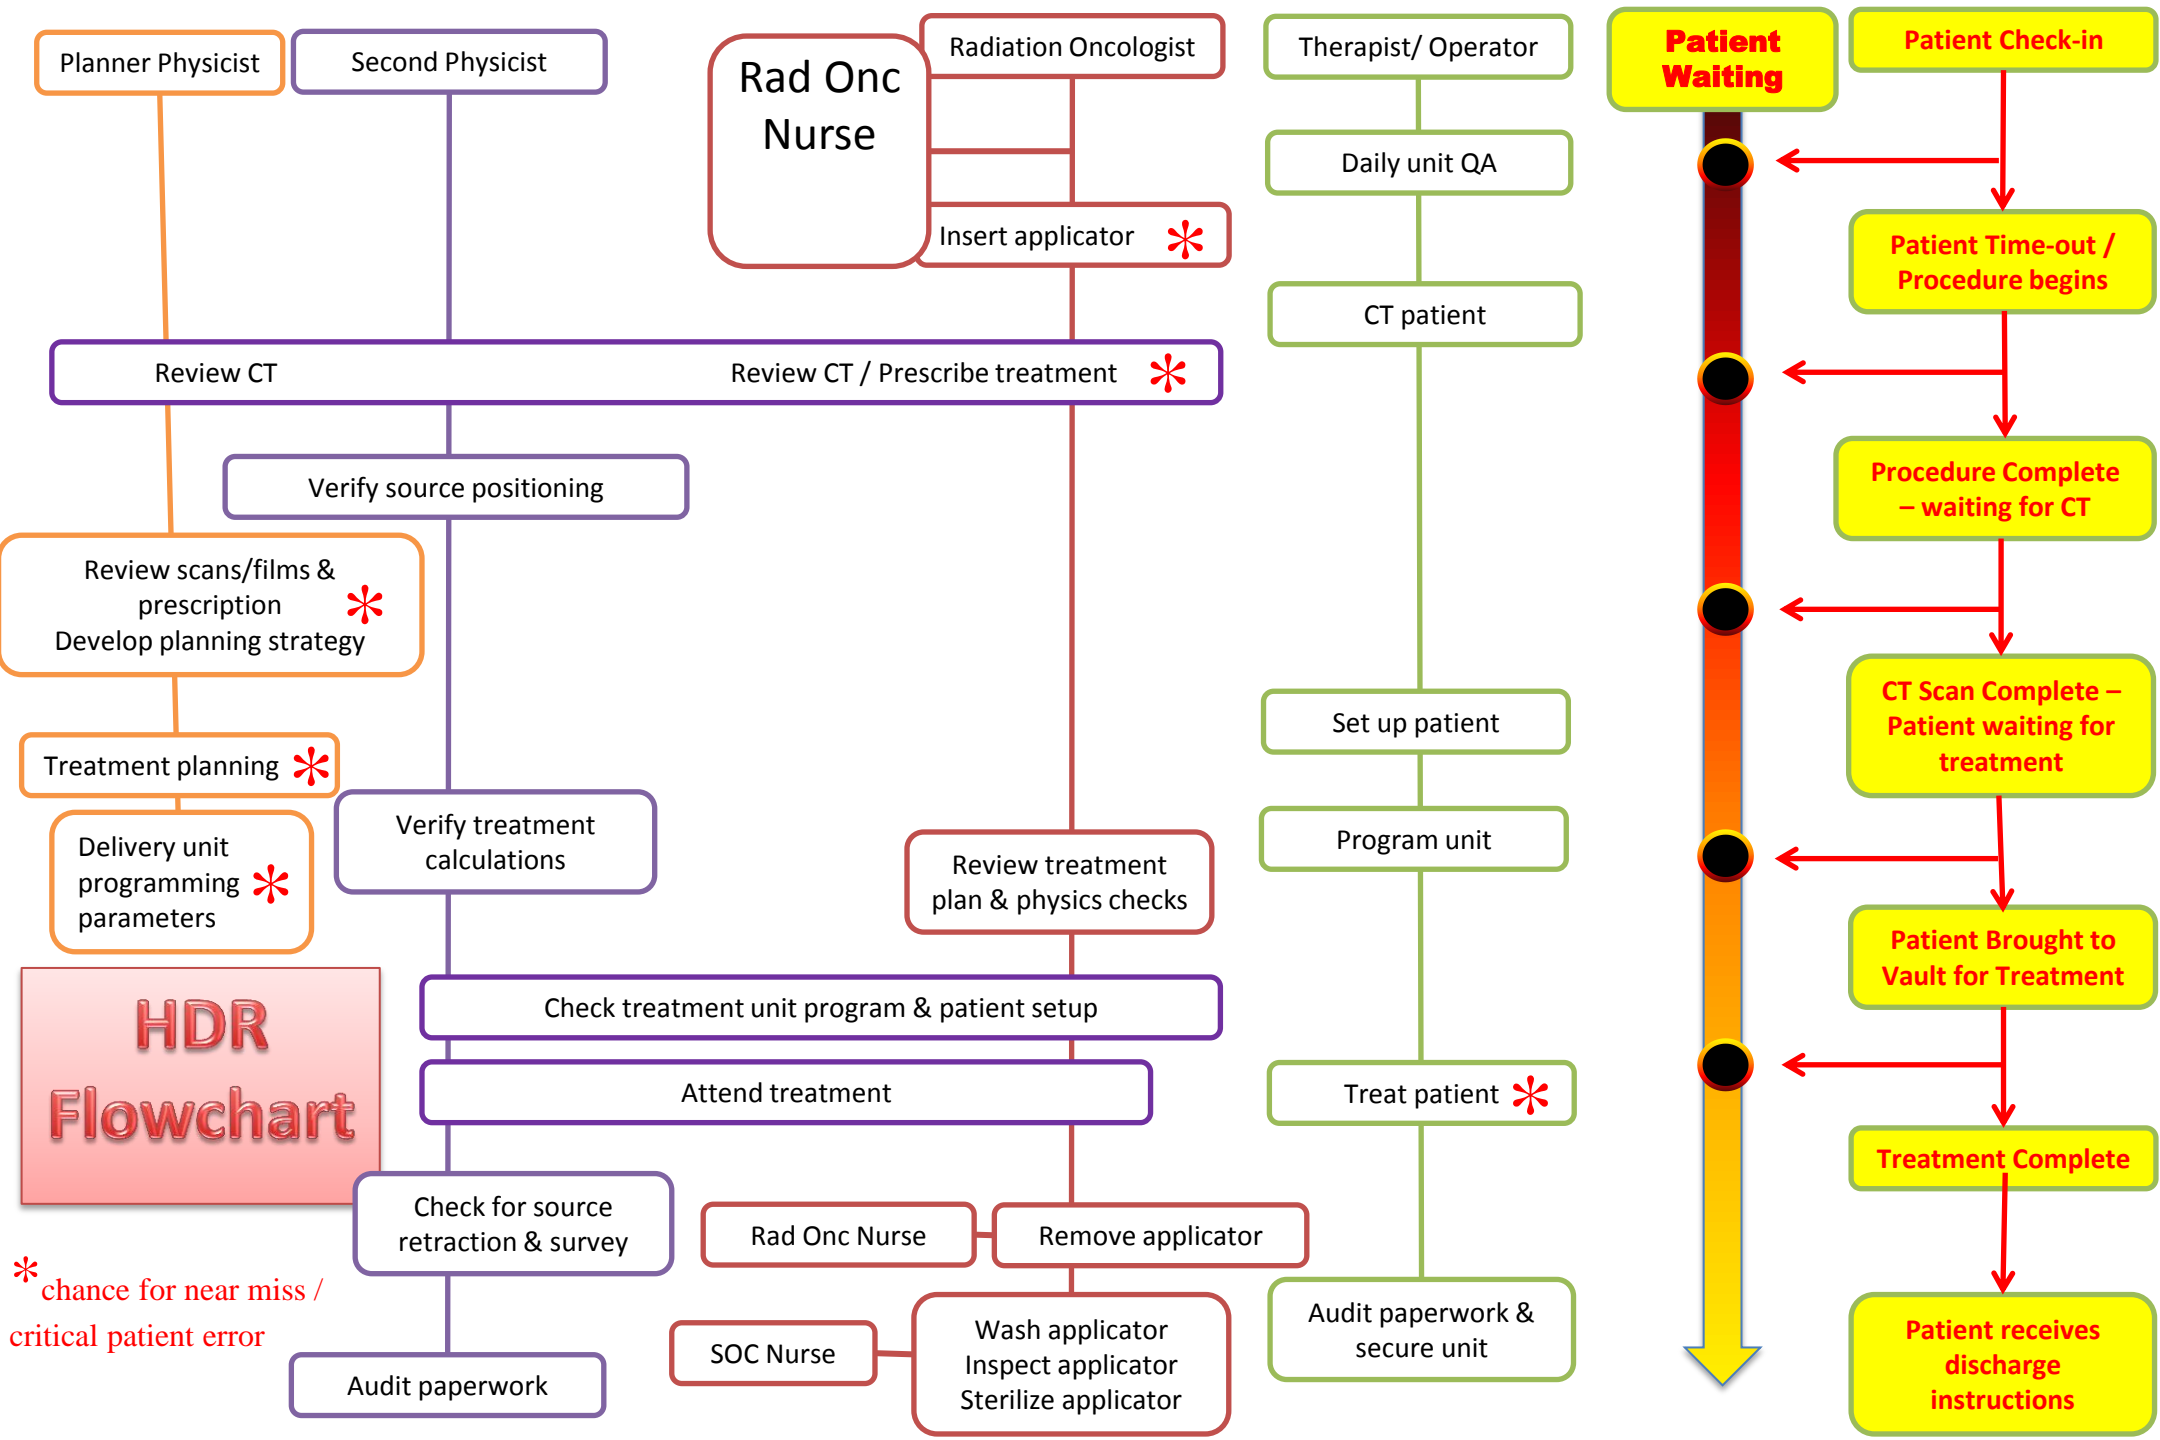 Planner Physicist
Second Physicist
Rad Onc
Nurse
Radiation Oncologist
Therapist/ Operator
Patient
Waiting
Patient Check-in
Daily unit QA
Insert applicator *
Patient Time-out /
Procedure begins
CT patient
Review CT
Review CT / Prescribe treatment *
Verify source positioning
Procedure Complete
– waiting for CT
Review scans/films &
prescription *
Develop planning strategy
Set up patient
CT Scan Complete –
Patient waiting for
treatment
Treatment planning *
Verify treatment
calculations
Program unit
Delivery unit
programming *
parameters
Review treatment
plan & physics checks
Patient Brought to
Vault for Treatment
HDR
Flowchart
Check treatment unit program & patient setup
Attend treatment
Treat patient *
Treatment Complete
Check for source
retraction & survey
Rad Onc Nurse
Remove applicator
* chance for near miss /
critical patient error
SOC Nurse
Wash applicator
Inspect applicator
Sterilize applicator
Audit paperwork &
secure unit
Patient receives
discharge
instructions
Audit paperwork